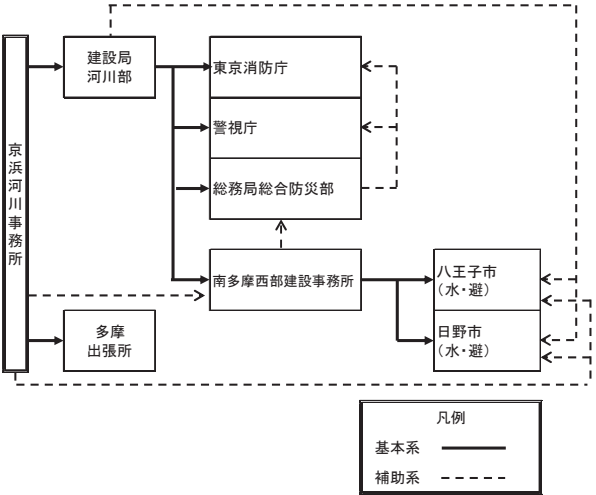 京浜河川事務所
建設局
河川部
東京消防庁
警視庁
総務局総合防災部
南多摩西部建設事務所
八王子市
（水・避）
多摩
出張所
日野市
（水・避）
凡例
基本系
補助系